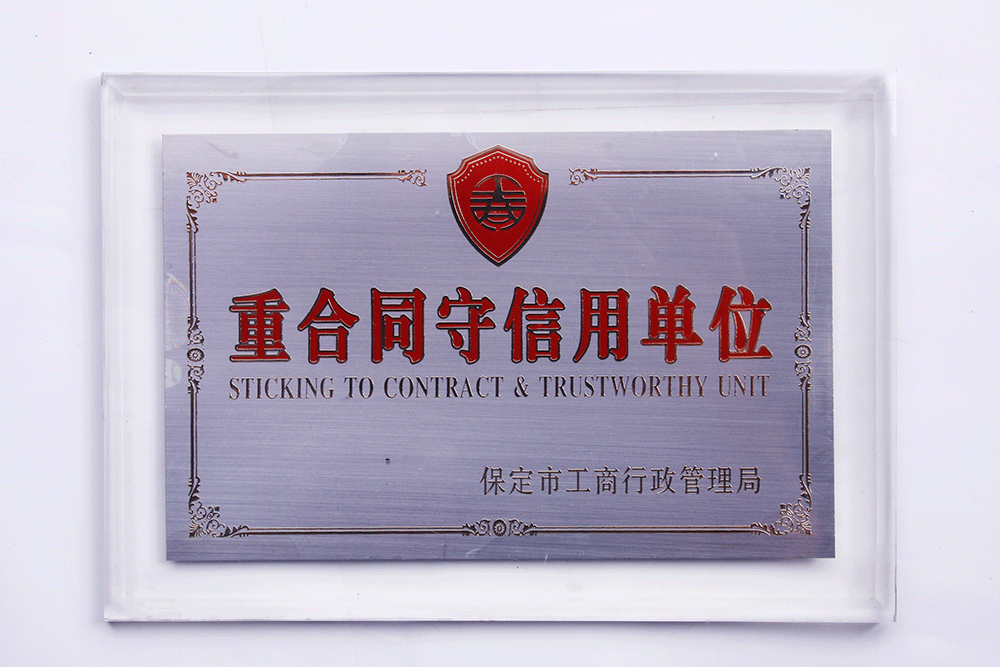 重合同守信用单位
STICKING TO CONTRACT & TRUSTWORTHY UNIT
保定市工商行政管理局